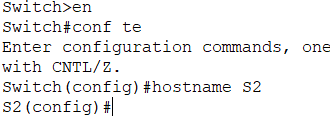 Switch>en
Switch#conf te
Enter configuration commands, one
with CNTL/Z.
Switch(config)#hostname S2
S2(config)#